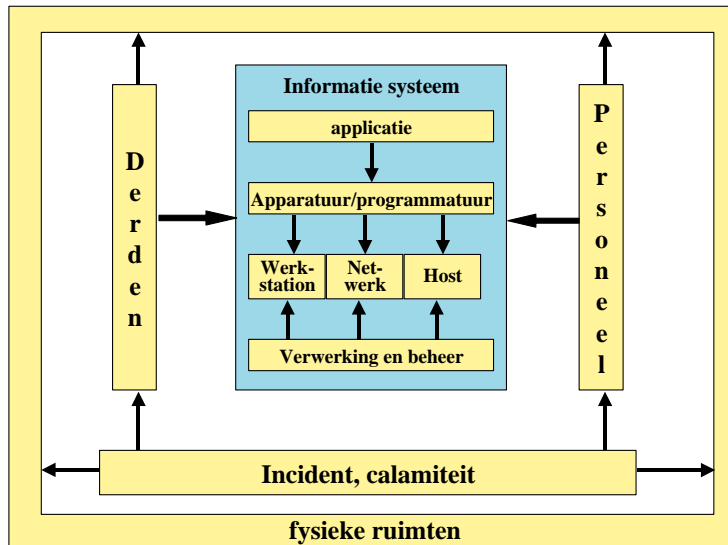 Informatie systeem
applicatie
Apparatuur/programmatuur
Werk-
station
Net-
werk
Host
Verwerking en beheer
D
e
r
d
e
n
P
e
r
s
o
n
e
e
l
Incident, calamiteit
fysieke ruimten